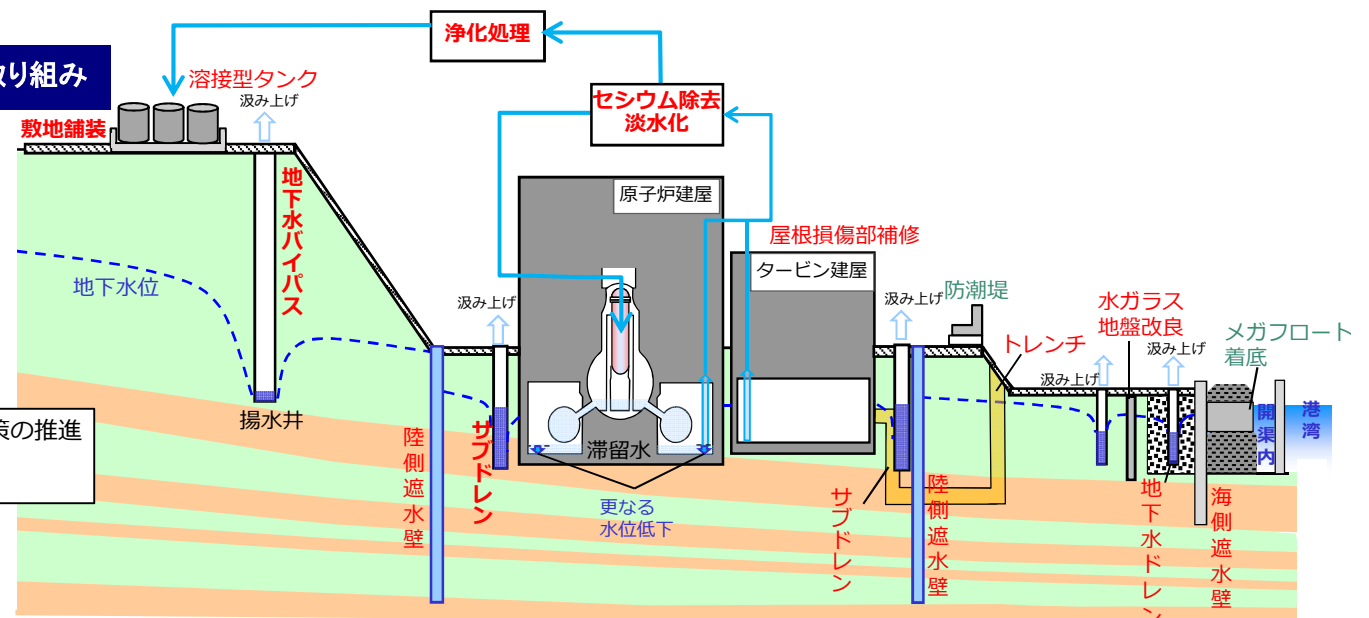 浄化処理
り組み
溶接型タンク
汲み上げ
セシウム除去
淡水化
敷地舗装
地下水バイパス
原子炉建屋
屋根損傷部補修
タービン建屋
地下水位
汲み上げ
汲み上げ
防潮堤
水ガラス
地盤改良
メガフロート
着底
トレンチ
汲み上げ
汲み上げ
揚水井
策の推進
陸側遮水壁
サブドレン
滞留水
更なる
水位低下
サブドレン
陸側遮水壁
地下水ドレン
海側遮水壁
開渠内
港湾